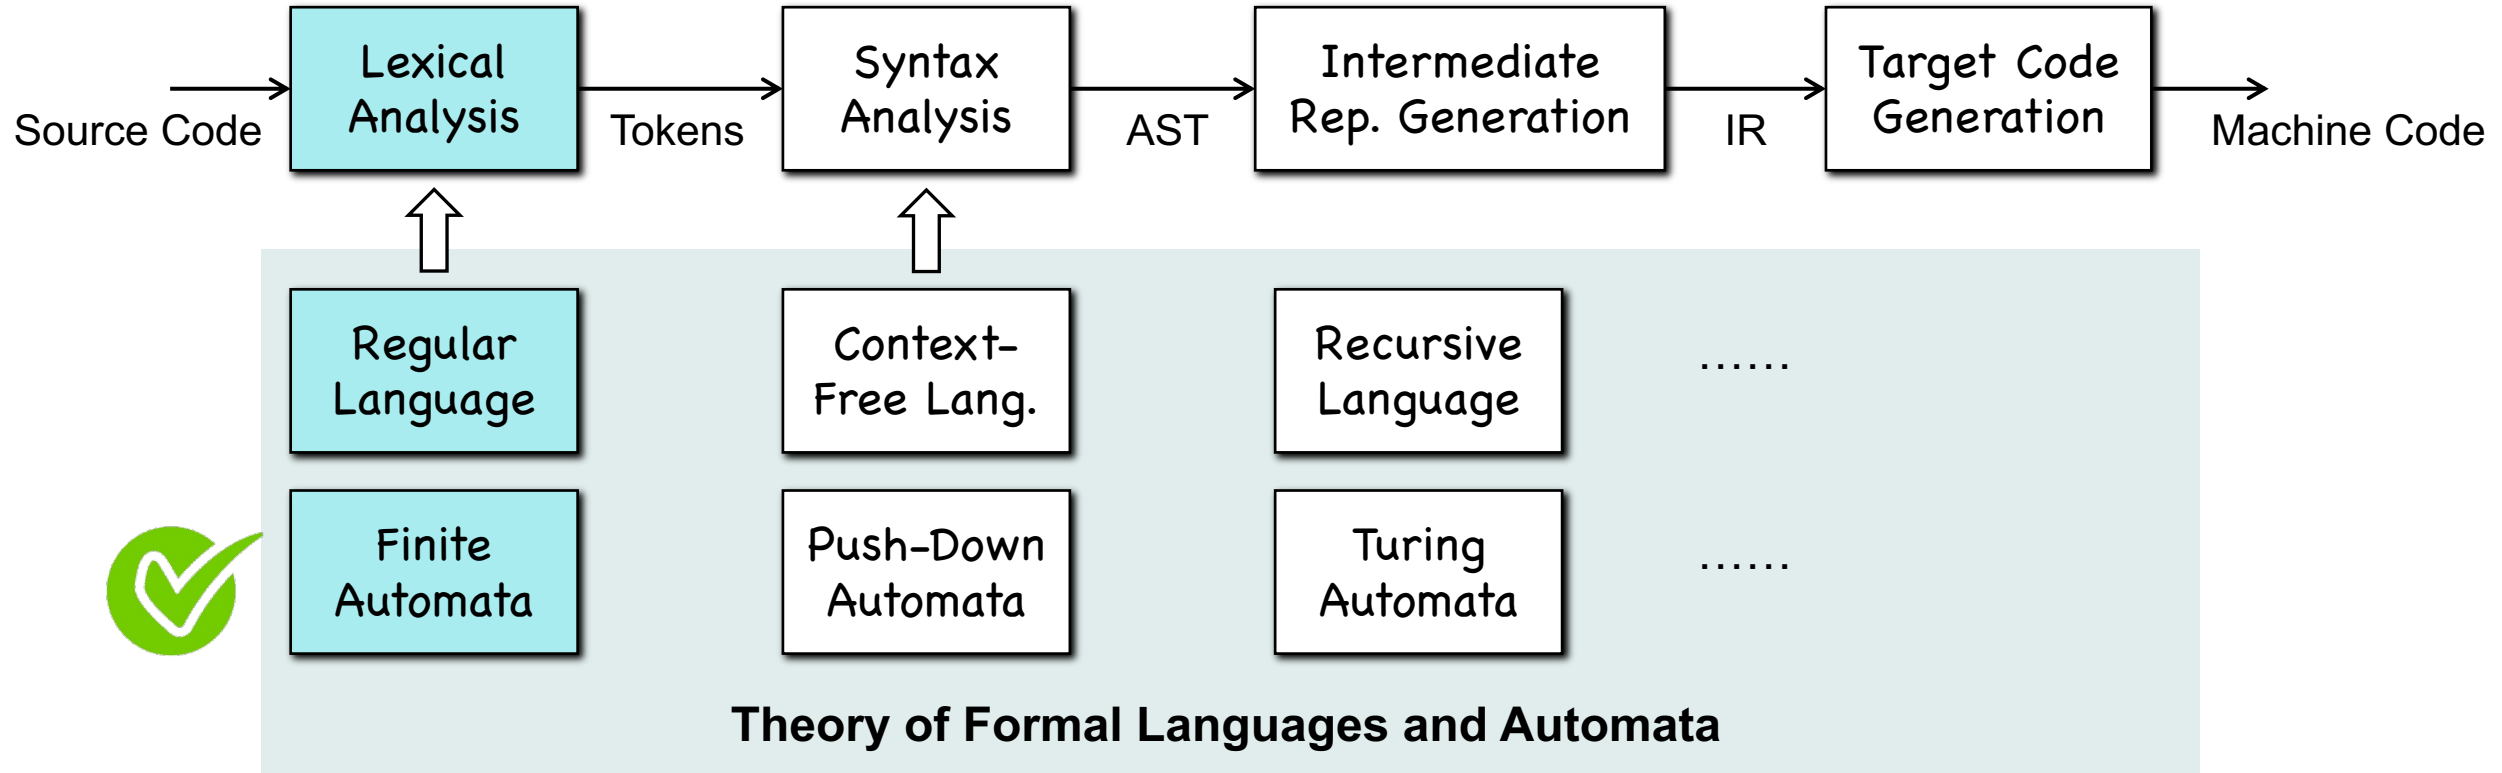 Source Code
Lexical
Analysis
Tokens
Syntax
Analysis
AST
Intermediate
Rep. Generation
IR
Target Code
Generation
Machine Code
Regular
Language
Context-
Free Lang.
Recursive
Language
......
Finite
Automata
Push-Down
Automata
Turing
Automata
......
Theory of Formal Languages and Automata